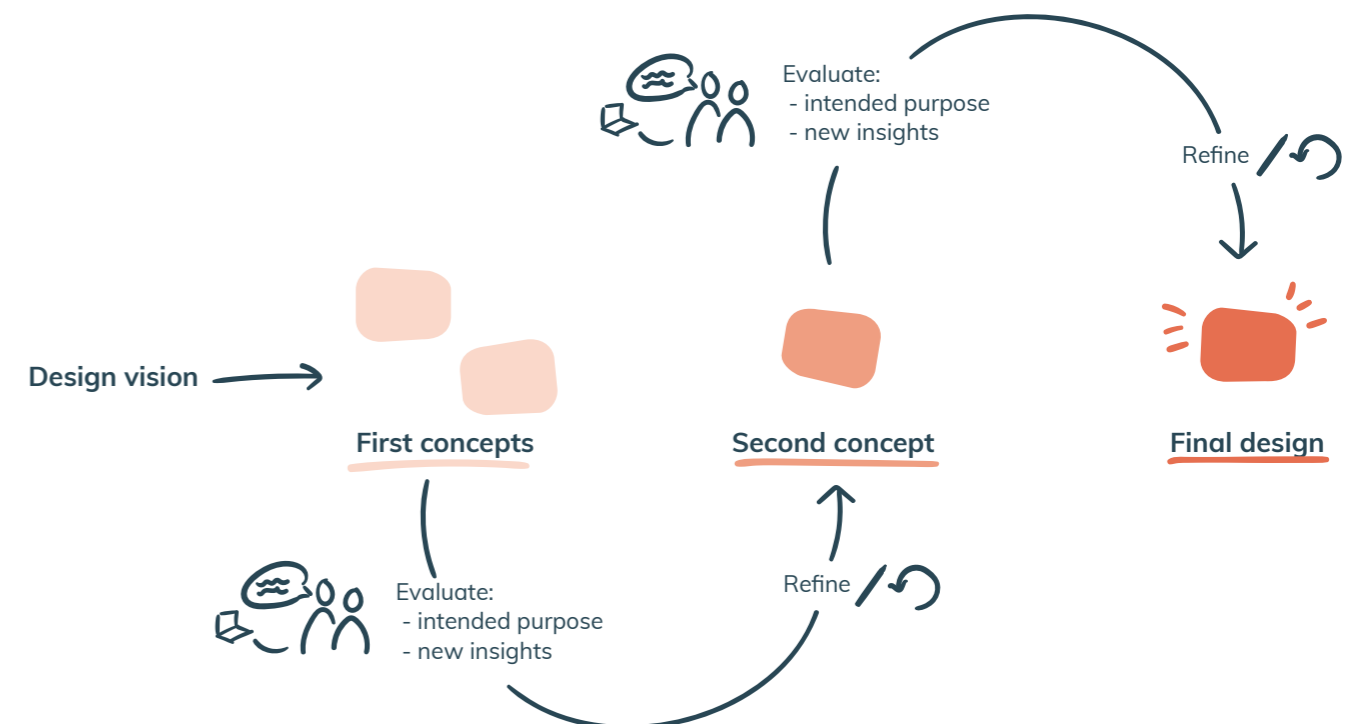 Design vision
First concepts
Evaluate:
- intended purpose
- new insights
Refine
Second concept
Evaluate:
- intended purpose
- new insights
Refine
Final design